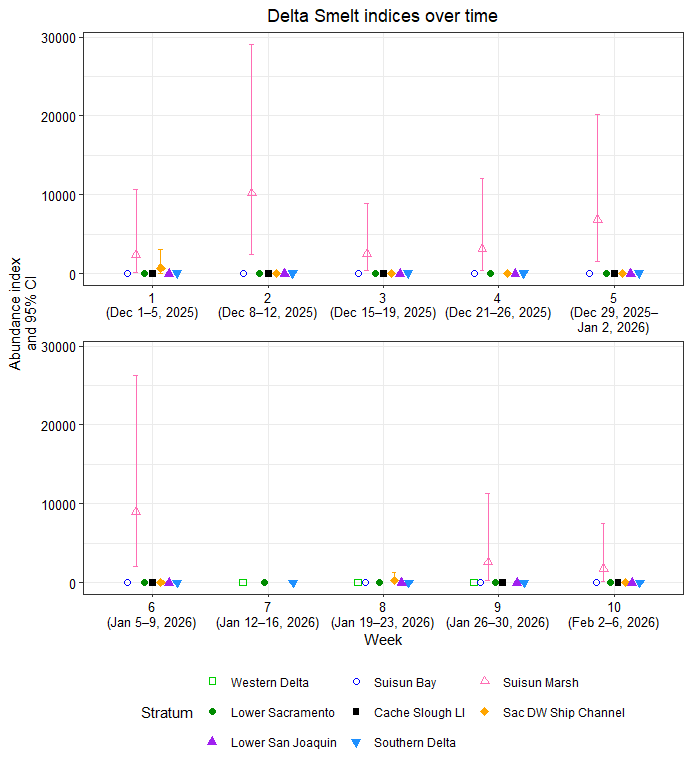 Delta Smelt indices over time
Abundance index
and 95% CI
30000
20000
10000
0
1
(Dec 1–5, 2025)
2
(Dec 8–12, 2025)
3
(Dec 15–19, 2025)
4
(Dec 21–26, 2025)
5
(Dec 29, 2025–
Jan 2, 2026)
30000
20000
10000
0
6
(Jan 5–9, 2026)
7
(Jan 12–16, 2026)
8
(Jan 19–23, 2026)
9
(Jan 26–30, 2026)
10
(Feb 2–6, 2026)
Week
Stratum
Western Delta
Suisun Bay
Suisun Marsh
Lower Sacramento
Cache Slough LI
Sac DW Ship Channel
Lower San Joaquin
Southern Delta